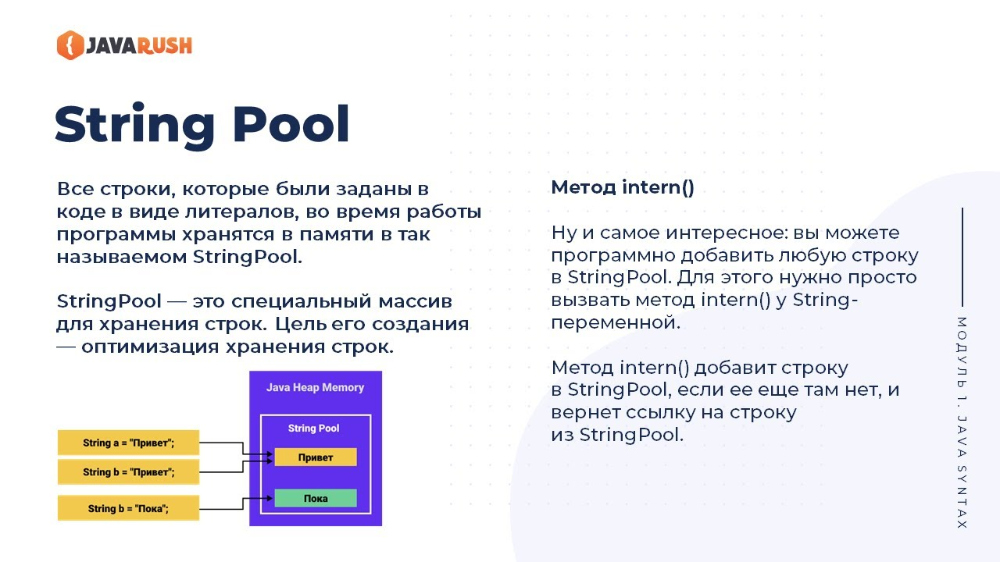 JAVARUSH
String Pool
Все строки, которые были заданы в
коде в виде литералов, во время работы
программы хранятся в памяти в так
называемом StringPool.
StringPool — это специальный массив
для хранения строк. Цель его создания
— оптимизация хранения строк.
Java Heap Memory
String Pool
String a = "Привет";
Привет
String b = "Привет";
Пока
String b = "Пока";
Метод intern()
Ну и самое интересное: вы можете
программно добавить любую строку
в StringPool. Для этого нужно просто
вызвать метод intern() у String-
переменной.
Метод intern() добавит строку
в StringPool, если ее еще там нет, и
вернет ссылку на строку
из StringPool.
МОДУЛЬ 1. JAVA SYNTAX